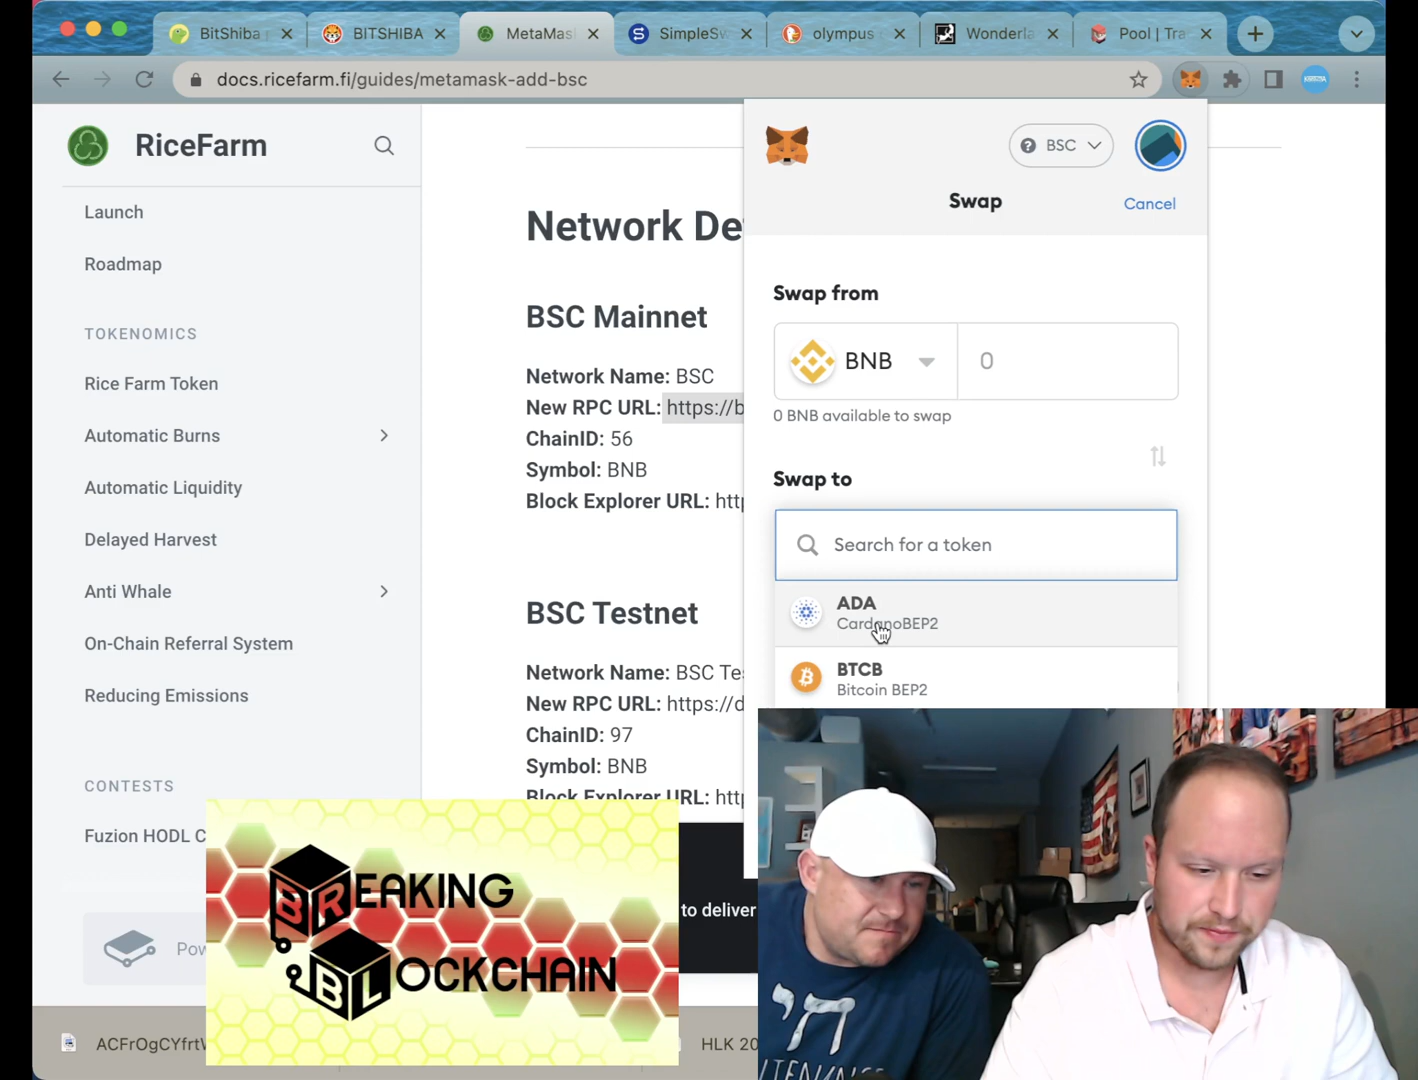 BitShiba
BITSHIBA
MetaMas
SimpleSw
olympus
Wonderla
Pool | Tra
docs.ricefarm.fi/guides/metamask-add-bsc
RiceFarm
Launch
Roadmap
TOKENOMICS
Rice Farm Token
Automatic Burns
Automatic Liquidity
Delayed Harvest
Anti Whale
On-Chain Referral System
Reducing Emissions
CONTESTS
Fuzion HODL C
Pow
Network De
BSC Mainnet
Network Name: BSC
New RPC URL: https://b
ChainID: 56
Symbol: BNB
Block Explorer URL: http
BSC Testnet
Network Name: BSC Tes
New RPC URL: https://d
ChainID: 97
Symbol: BNB
Block Explorer URL: http
to deliver
BSC
Swap
Cancel
Swap from
BNB
0
0 BNB available to swap
Swap to
Search for a token
ADA
CardanoBEP2
BTCB
Bitcoin BEP2
BREAKING
BLOCKCHAIN
ACFrOgCYfrtV
HLK 20